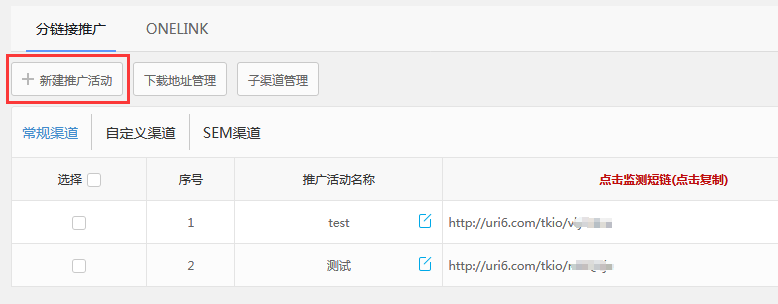 分链接推广 ONELINK
新建推广活动 下载地址管理 子渠道管理
常规渠道 自定义渠道 SEM渠道
选择 序号 推广活动名称 点击监测短链(点击复制)
1 test http://uri6.com/tkio/
2 测试 http://uri6.com/tkio/